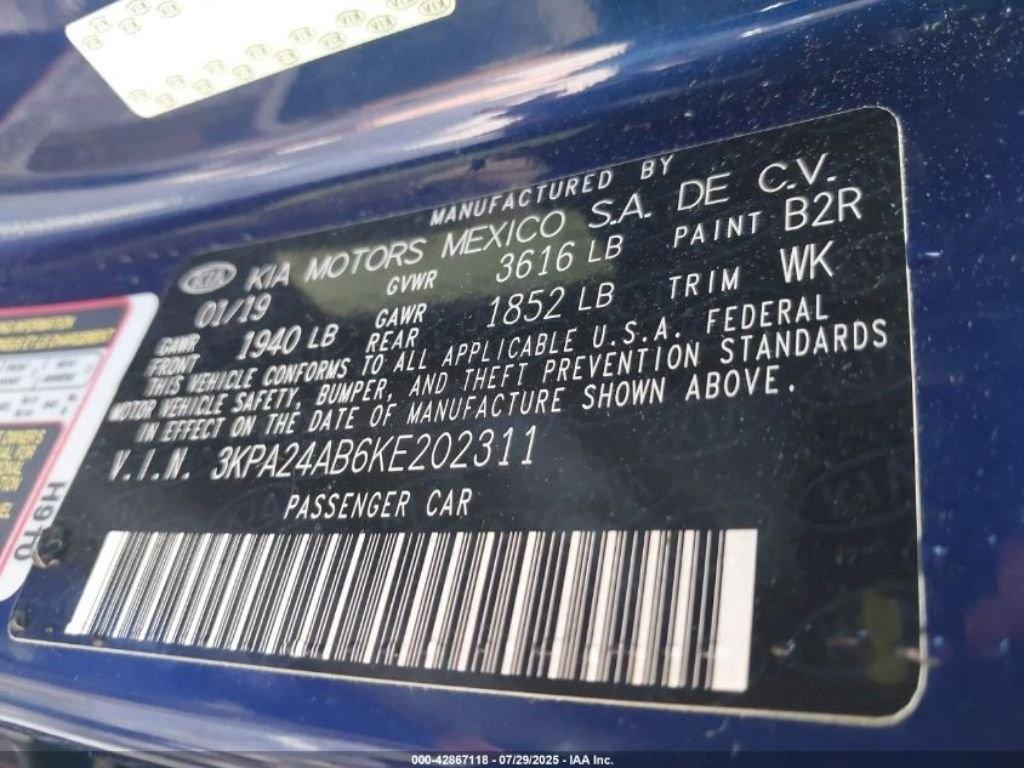 MANUFACTURED BY
KIA KIA MOTORS MEXICO S.A. DE C.V.
01/19 GVWR 3616 LB PAINT B2R
GAWR FRONT 1940 LB GAWR REAR 1852 LB TRIM WK
THIS VEHICLE CONFORMS TO ALL APPLICABLE U.S.A. FEDERAL
MOTOR VEHICLE SAFETY, BUMPER, AND THEFT PREVENTION STANDARDS
IN EFFECT ON THE DATE OF MANUFACTURE SHOWN ABOVE.
V.I.N. 3KPA24AB6KE202311
PASSENGER CAR
000-42867118 - 07/29/2025 - IAA Inc.